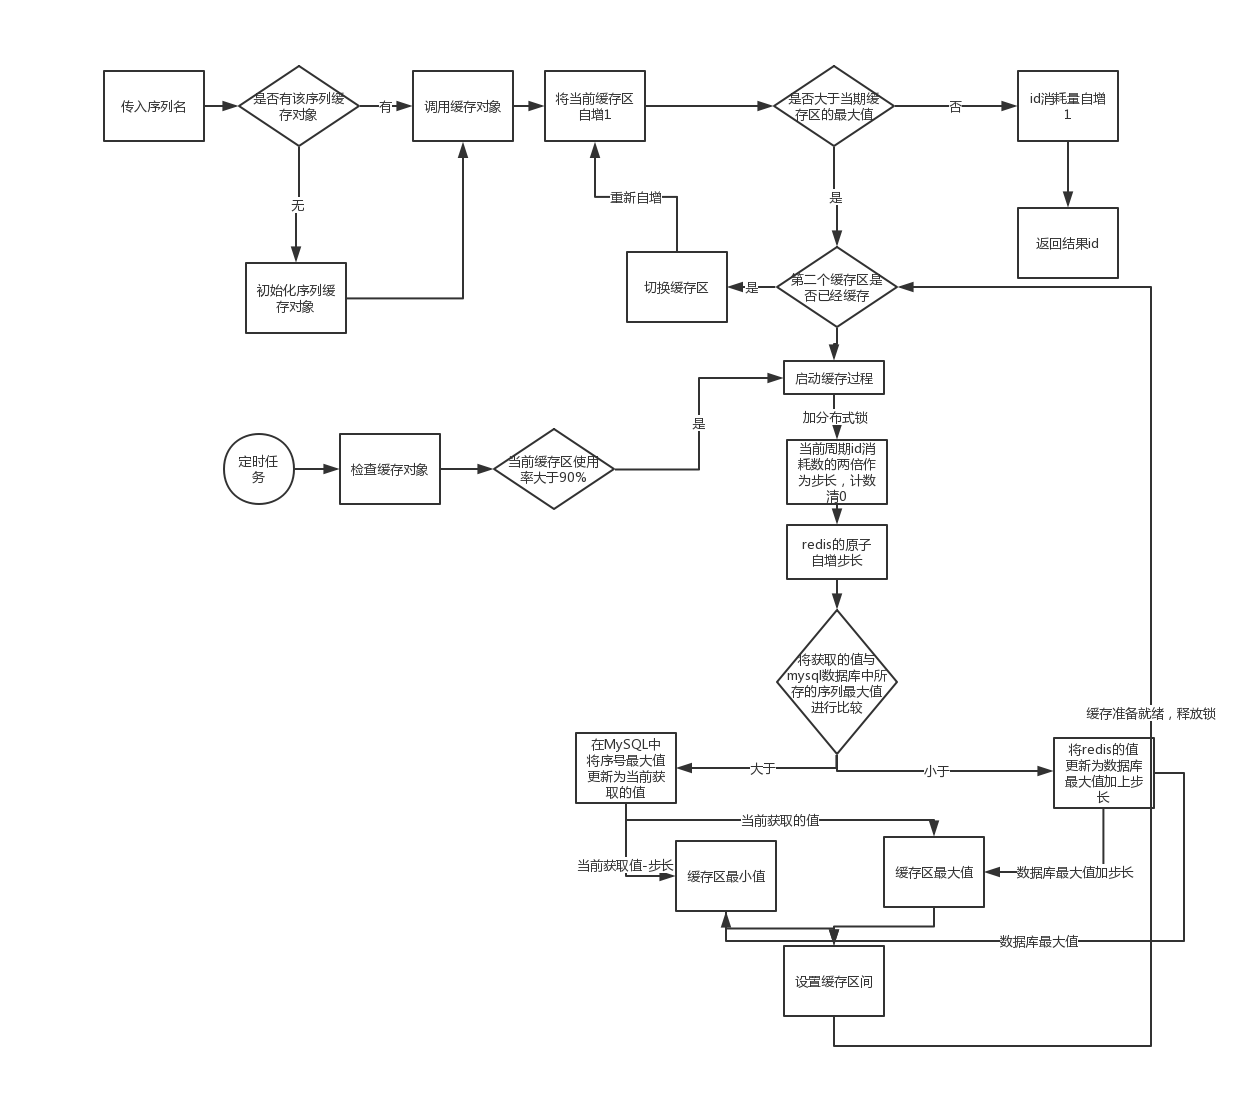 传入序列名
是否有该序列缓
存对象
有
调用缓存对象
将当前缓存区
自增1
是否大于当期缓
存区的最大值
否
id消耗量自增
1
无
重新自增
是
返回结果id
初始化序列缓
存对象
切换缓存区
是
第二个缓存区是
否已经缓存
启动缓存过程
加分布式锁
是
定时任
务
检查缓存对象
当前缓存区使用
率大于90%
当前周期id消
耗数的两倍作
为步长，计数
清0
redis的原子
自增步长
将获取的值与
mysql数据库中所
存的序列最大值
进行比较
缓存准备就绪，释放锁
在MySQL中
将序号最大值
更新为当前获
取的值
大于
小于
将redis的值
更新为数据库
最大值加上步
长
当前获取的值
当前获取值-步长
缓存区最小值
缓存区最大值
数据库最大值加步长
数据库最大值
设置缓存区间